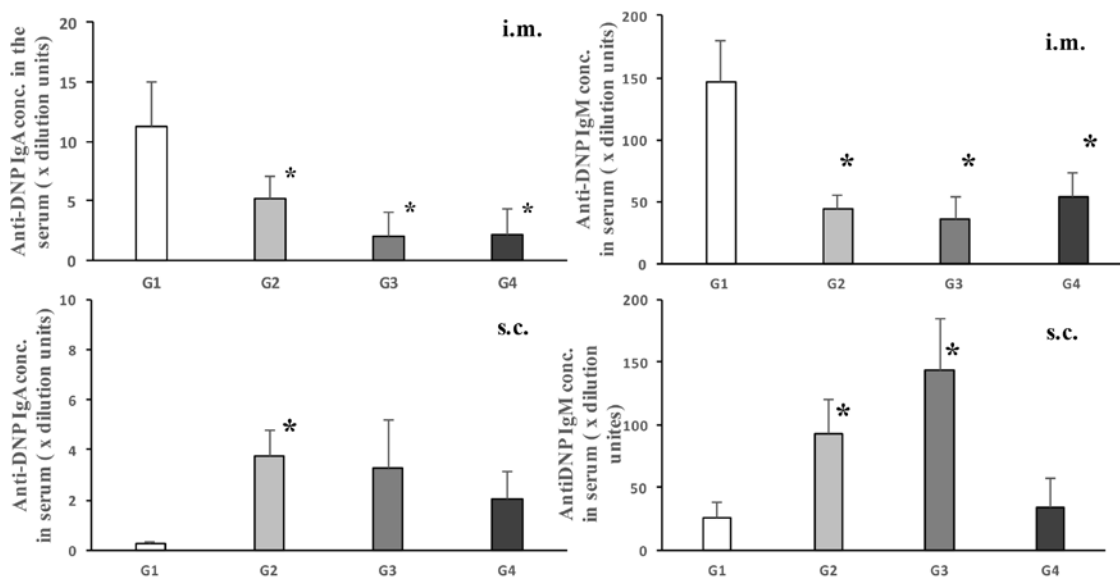 i.m.
Anti-DNP IgA conc. in the
serum ( x dilution units)
20
15
10
5
0
*
*
*
G1
G2
G3
G4
i.m.
Anti-DNP IgM conc.
in serum ( x dilution units)
200
150
100
50
0
*
*
*
G1
G2
G3
G4
s.c.
Anti-DNP IgA conc.
in serum ( x dilution units)
10
8
6
4
2
0
*
G1
G2
G3
G4
s.c.
AntiDNP IgM conc.
in serum ( x dilution
unites)
200
150
100
50
0
*
*
G1
G2
G3
G4